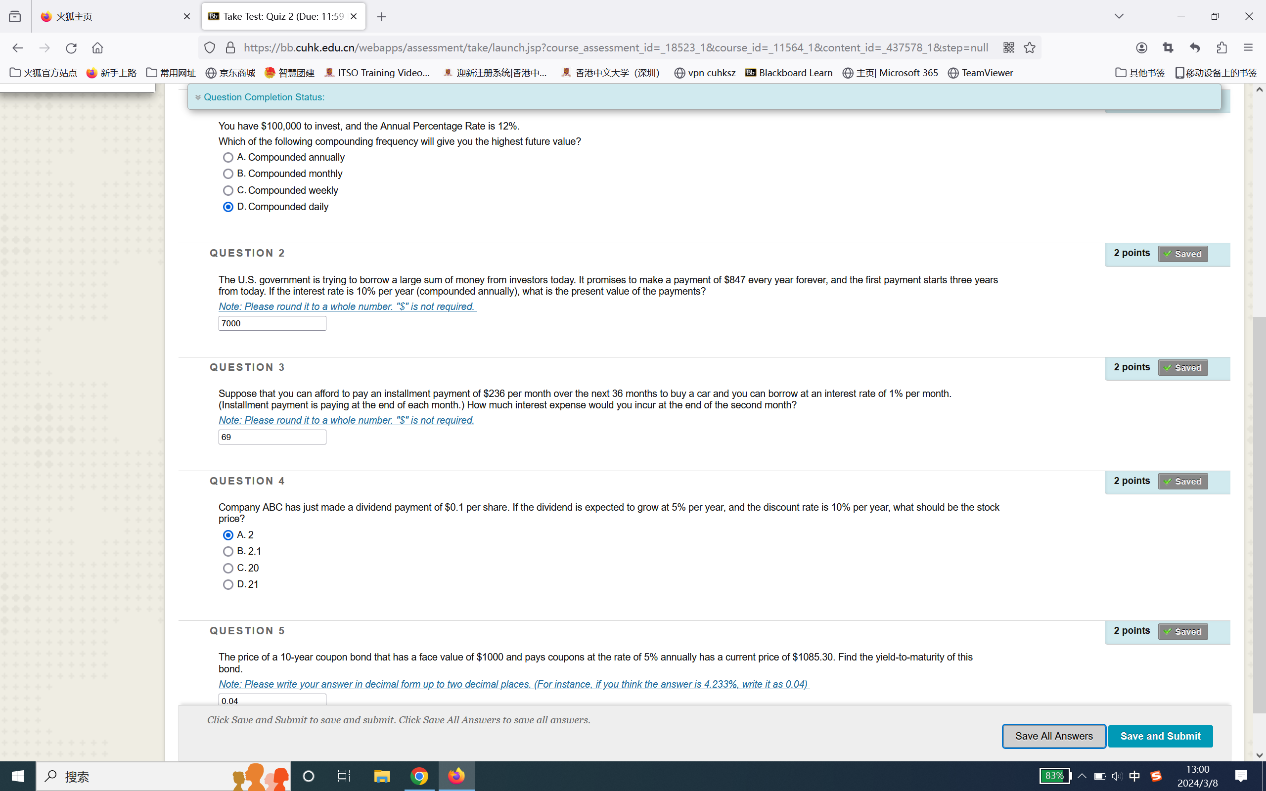 火狐主页
Bb Take Test: Quiz 2 (Due: 11:59
https://bb.cuhk.edu.cn/webapps/assessment/take/launch.jsp?course_assessment_id=_18523_1&course_id=_11564_1&content_id=_437578_1&step=null
火狐官方站点 新手上路 常用网址 京东商城 智慧团建 ITSO Training Video... 迎新注册系统|香港中... 香港中文大学（深圳） vpn cuhksz Bb Blackboard Learn 主页| Microsoft 365 TeamViewer 其他书签 移动设备上的书签
Question Completion Status:
You have $100,000 to invest, and the Annual Percentage Rate is 12%.
Which of the following compounding frequency will give you the highest future value?
A. Compounded annually
B. Compounded monthly
C. Compounded weekly
D. Compounded daily
QUESTION 2
2 points Saved
The U.S. government is trying to borrow a large sum of money from investors today. It promises to make a payment of $847 every year forever, and the first payment starts three years
from today. If the interest rate is 10% per year (compounded annually), what is the present value of the payments?
Note: Please round it to a whole number. "$" is not required.
7000
QUESTION 3
2 points Saved
Suppose that you can afford to pay an installment payment of $236 per month over the next 36 months to buy a car and you can borrow at an interest rate of 1% per month.
(Installment payment is paying at the end of each month.) How much interest expense would you incur at the end of the second month?
Note: Please round it to a whole number. "$" is not required.
69
QUESTION 4
2 points Saved
Company ABC has just made a dividend payment of $0.1 per share. If the dividend is expected to grow at 5% per year, and the discount rate is 10% per year, what should be the stock
price?
A. 2
B. 2.1
C. 20
D. 21
QUESTION 5
2 points Saved
The price of a 10-year coupon bond that has a face value of $1000 and pays coupons at the rate of 5% annually has a current price of $1085.30. Find the yield-to-maturity of this
bond.
Note: Please write your answer in decimal form up to two decimal places. (For instance, if you think the answer is 4.233%, write it as 0.04)
0.04
Click Save and Submit to save and submit. Click Save All Answers to save all answers.
Save All Answers Save and Submit
搜索
83% 中 13:00
2024/3/8